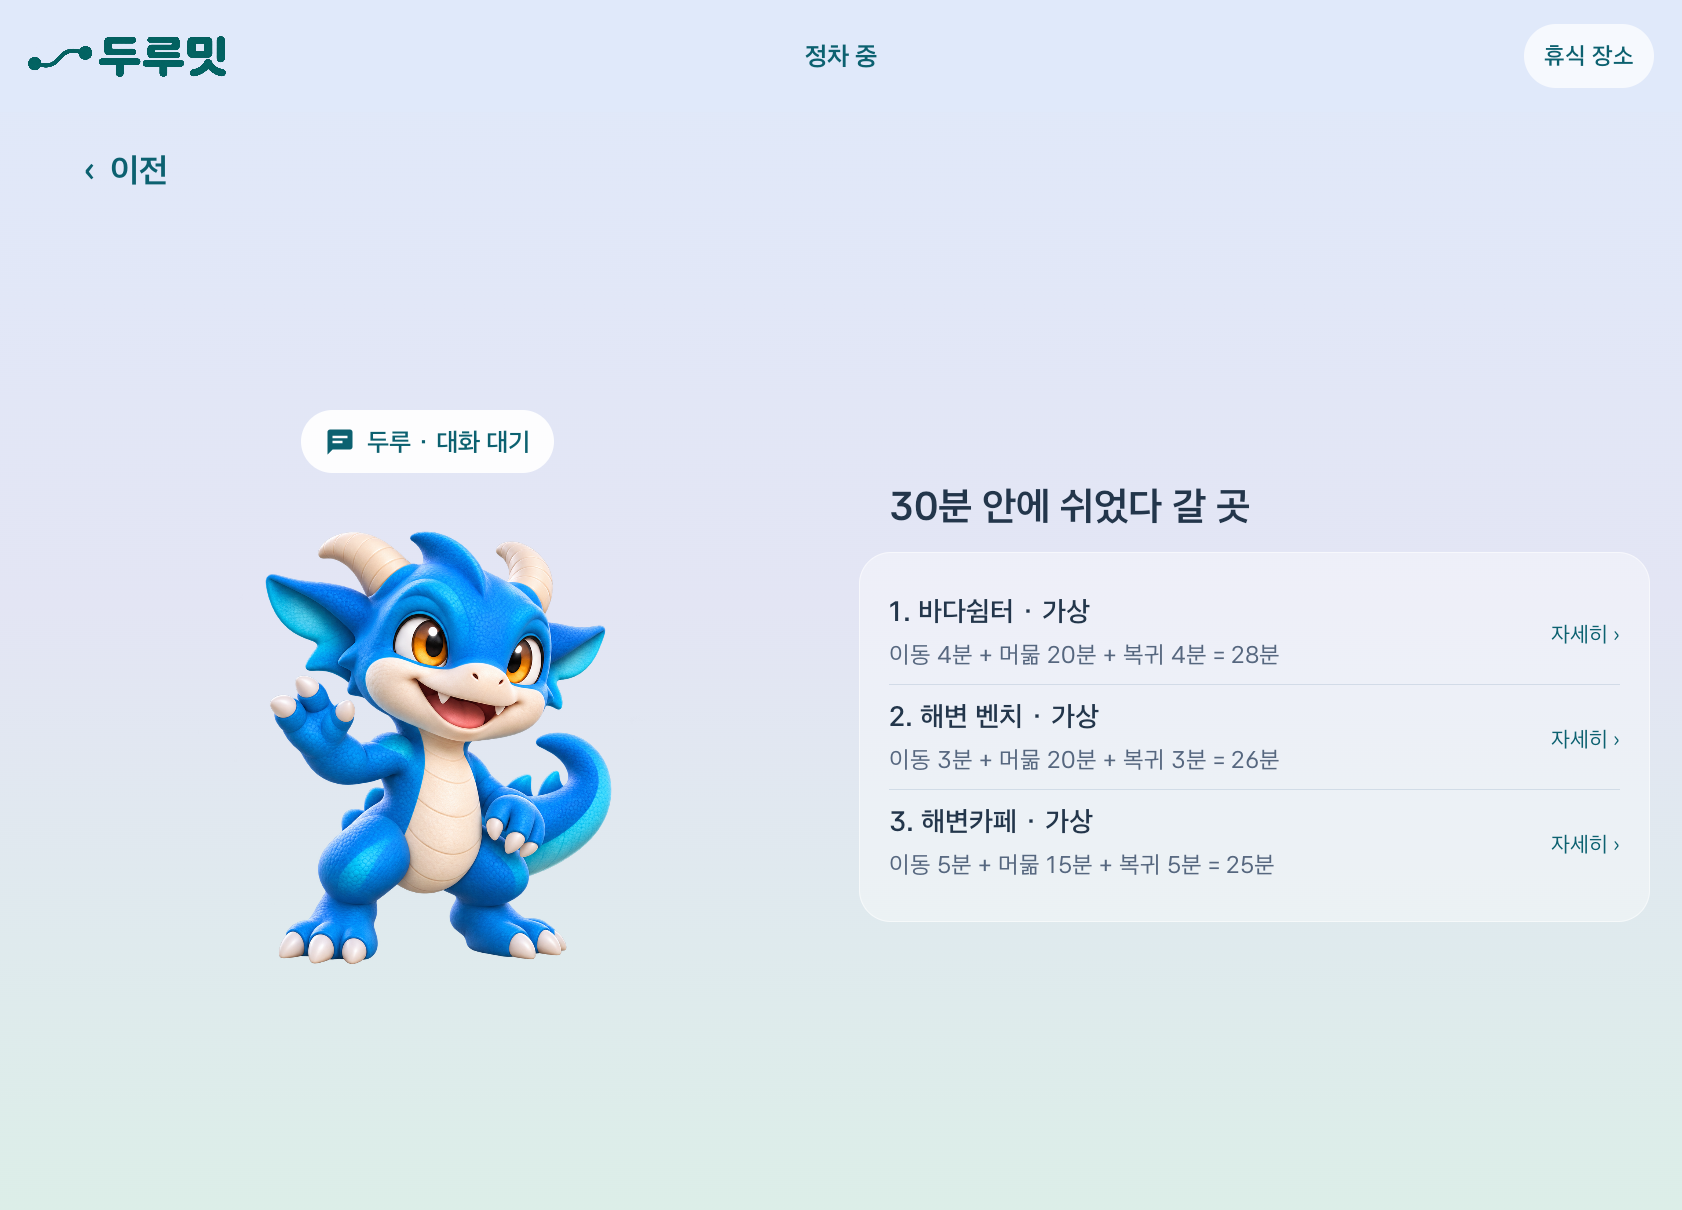 두루밋
정차 중
휴식 장소
‹ 이전
두루 · 대화 대기
30분 안에 쉬었다 갈 곳
1. 바다쉼터 · 가상
이동 4분 + 머묾 20분 + 복귀 4분 = 28분
자세히 ›
2. 해변 벤치 · 가상
이동 3분 + 머묾 20분 + 복귀 3분 = 26분
자세히 ›
3. 해변카페 · 가상
이동 5분 + 머묾 15분 + 복귀 5분 = 25분
자세히 ›